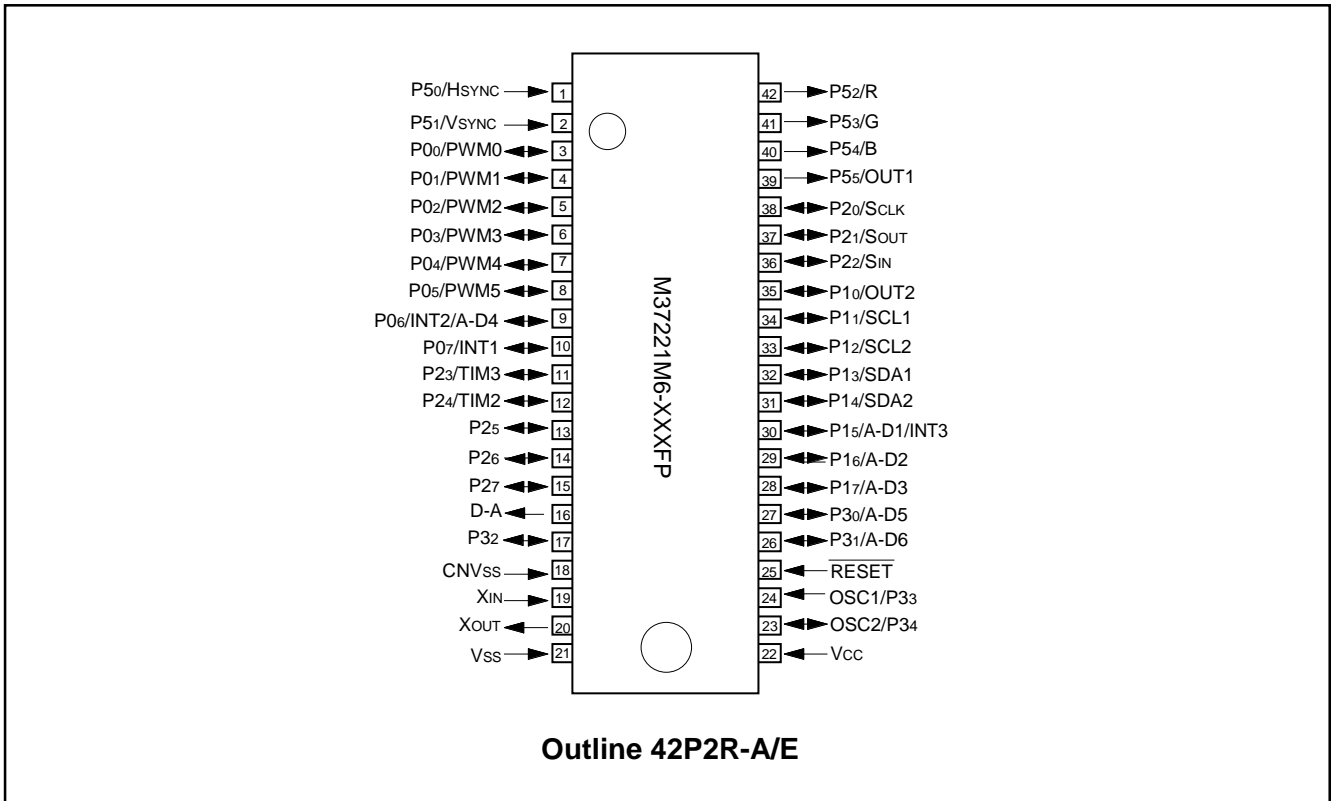 P50/HSYNC 1
P51/VSYNC 2
P00/PWM0 3
P01/PWM1 4
P02/PWM2 5
P03/PWM3 6
P04/PWM4 7
P05/PWM5 8
P06/INT2/A-D4 9
P07/INT1 10
P23/TIM3 11
P24/TIM2 12
P25 13
P26 14
P27 15
D-A 16
P32 17
CNVSS 18
XIN 19
XOUT 20
VSS 21
M37221M6-XXXFP
42 P52/R
41 P53/G
40 P54/B
39 P55/OUT1
38 P20/SCLK
37 P21/SOUT
36 P22/SIN
35 P10/OUT2
34 P11/SCL1
33 P12/SCL2
32 P13/SDA1
31 P14/SDA2
30 P15/A-D1/INT3
29 P16/A-D2
28 P17/A-D3
27 P30/A-D5
26 P31/A-D6
25 RESET
24 OSC1/P33
23 OSC2/P34
22 VCC
Outline 42P2R-A/E